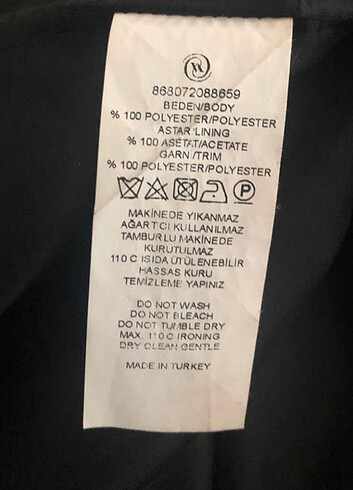 868072088659
BEDEN/BODY
% 100 POLYESTER/POLYESTER
ASTAR/LINING
% 100 ASETAT/ACETATE
GARNI/TRIM
% 100 POLYESTER/POLYESTER
P
MAKİNEDE YIKANMAZ
AĞARTICI KULLANILMAZ
TAMBURLU MAKİNEDE
KURUTULMAZ
110 C ISIDA ÜTÜLENEBİLİR
HASSAS KURU
TEMİZLEME YAPINIZ
DO NOT WASH
DO NOT BLEACH
DO NOT TUMBLE DRY
MAX. 110 C IRONING
DRY CLEAN GENTLE
MADE IN TURKEY